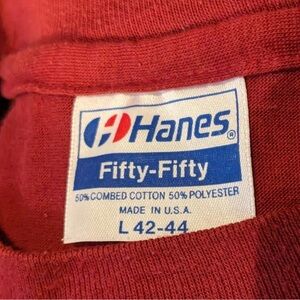 Hanes®
Fifty-Fifty
50% COMBED COTTON 50% POLYESTER
MADE IN U.S.A.
L 42-44